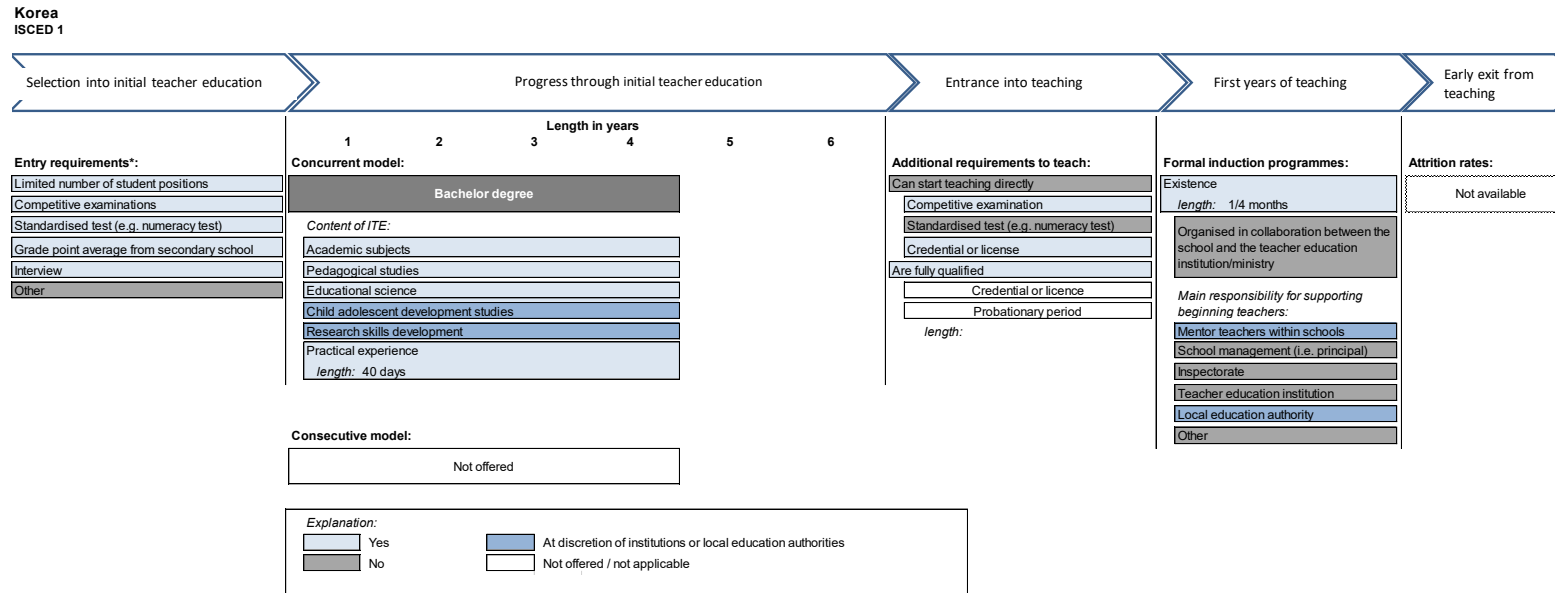 Korea
ISCED 1
Selection into initial teacher education
Progress through initial teacher education
Entrance into teaching
First years of teaching
Early exit from
teaching
Length in years
1 2 3 4 5 6
Entry requirements*:
Limited number of student positions
Competitive examinations
Standardised test (e.g. numeracy test)
Grade point average from secondary school
Interview
Other
Concurrent model:
Bachelor degree
Content of ITE:
Academic subjects
Pedagogical studies
Educational science
Child adolescent development studies
Research skills development
Practical experience
length: 40 days
Consecutive model:
Not offered
Additional requirements to teach:
Can start teaching directly
Competitive examination
Standardised test (e.g. numeracy test)
Credential or license
Are fully qualified
Credential or licence
Probationary period
length:
Formal induction programmes:
Existence
length: 1/4 months
Organised in collaboration between the
school and the teacher education
institution/ministry
Main responsibility for supporting
beginning teachers:
Mentor teachers within schools
School management (i.e. principal)
Inspectorate
Teacher education institution
Local education authority
Other
Attrition rates:
Not available
Explanation:
Yes
At discretion of institutions or local education authorities
No
Not offered / not applicable